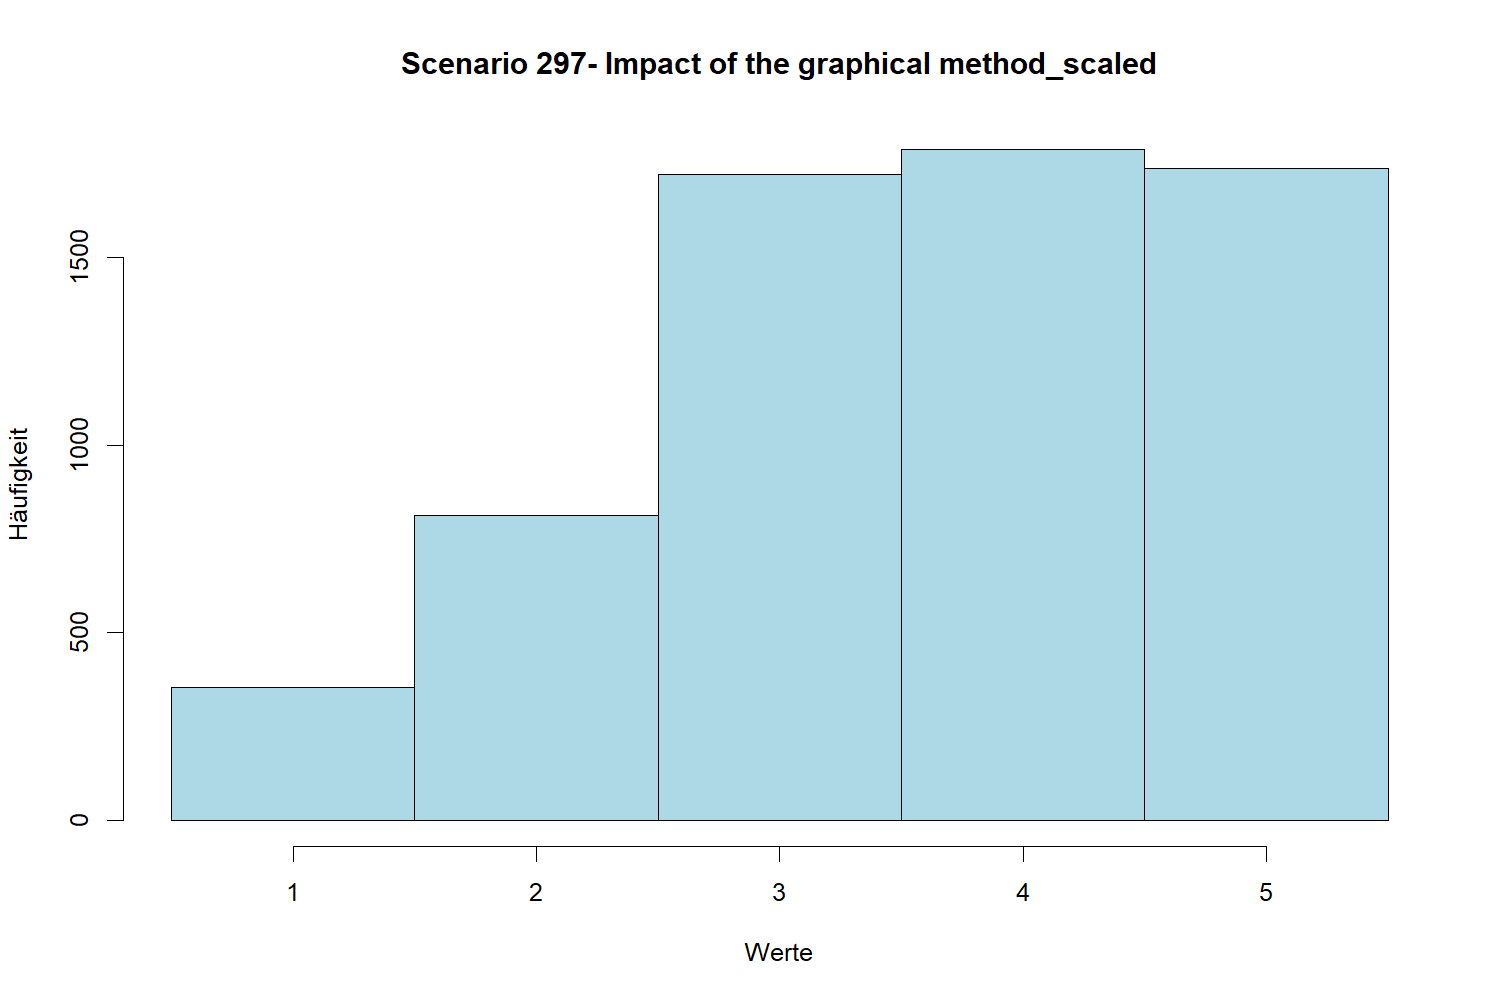 Scenario 297- Impact of the graphical method_scaled
Häufigkeit
1500
1000
500
0
1 2 3 4 5
Werte